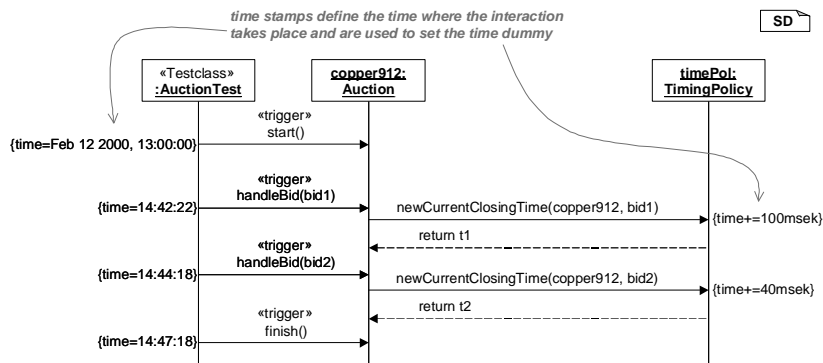 time stamps define the time where the interaction
takes place and are used to set the time dummy
SD
«Testclass»
:AuctionTest
copper912:
Auction
timePol:
TimingPolicy
«trigger»
start()
{time=Feb 12 2000, 13:00:00}
«trigger»
handleBid(bid1)
{time=14:42:22}
newCurrentClosingTime(copper912, bid1)
{time+=100msek}
return t1
«trigger»
handleBid(bid2)
{time=14:44:18}
newCurrentClosingTime(copper912, bid2)
{time+=40msek}
return t2
«trigger»
finish()
{time=14:47:18}